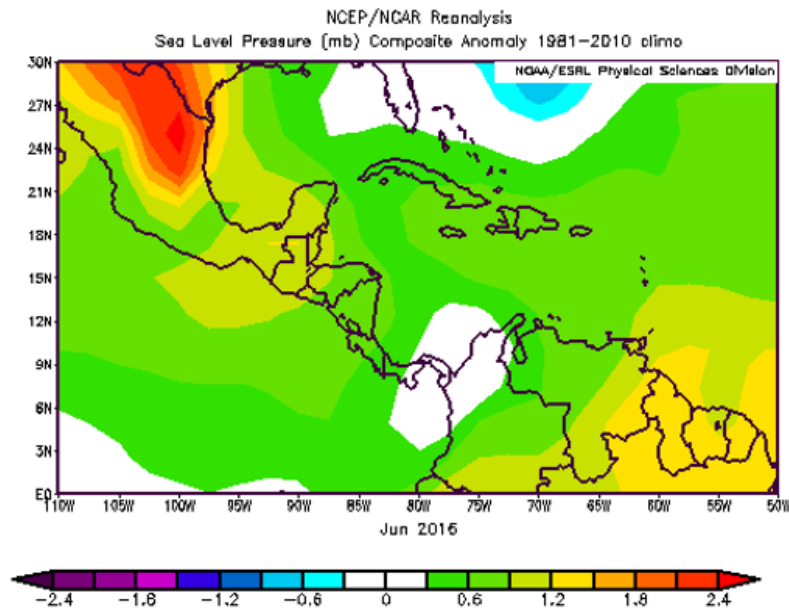 NCEP/NCAR Reanalysis
Sea Level Pressure (mb) Composite Anomaly 1981-2010 climo
NOAA/ESRL Physical Sciences Division
30N
27N
24N
21N
18N
15N
12N
9N
6N
3N
EQ
110W 105W 100W 95W 90W 85W 80W 75W 70W 65W 60W 55W 50W
Jun 2016
-2.4 -1.8 -1.2 -0.6 0 0.6 1.2 1.8 2.4